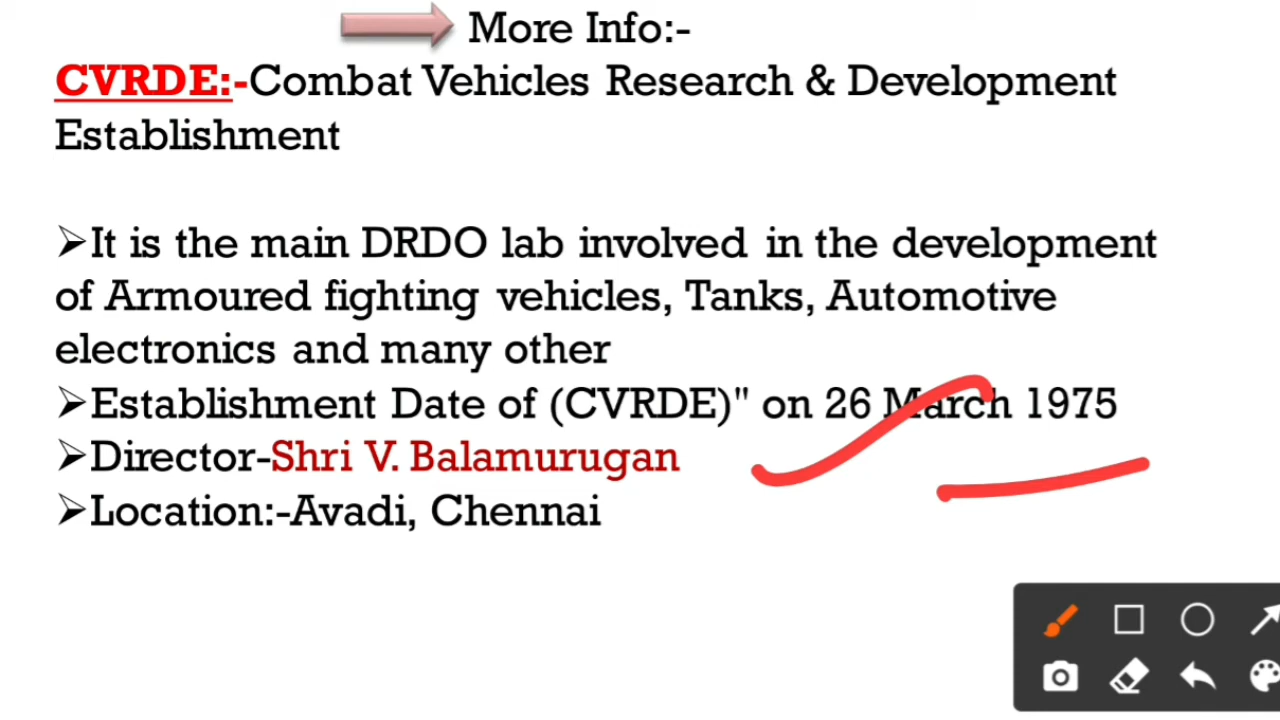 More Info:-
CVRDE:-Combat Vehicles Research & Development
Establishment
➢It is the main DRDO lab involved in the development
of Armoured fighting vehicles, Tanks, Automotive
electronics and many other
➢Establishment Date of (CVRDE)" on 26 March 1975
➢Director-Shri V. Balamurugan
➢Location:-Avadi, Chennai